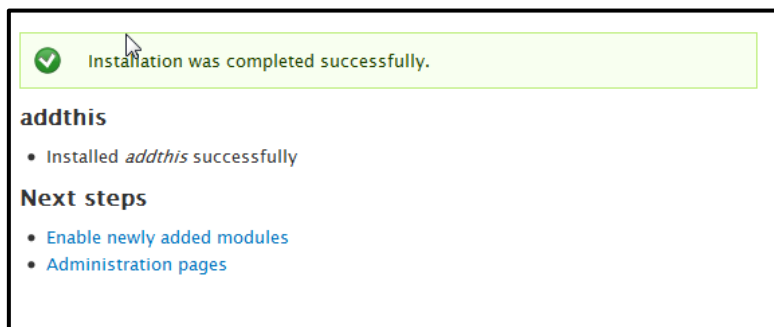 Installation was completed successfully.
addthis
Installed addthis successfully
Next steps
Enable newly added modules
Administration pages